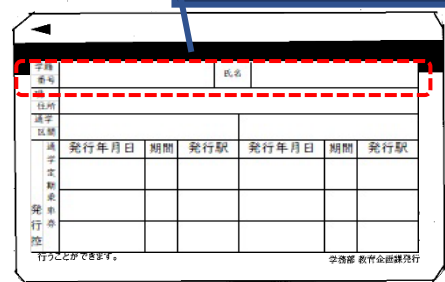 学籍番号 氏名
現住所
通学区間
発行年月日 期間 発行駅 発行年月日 期間 発行駅
通学定期乗車券
発行控
行うことができます。
学務部 教育企画課発行